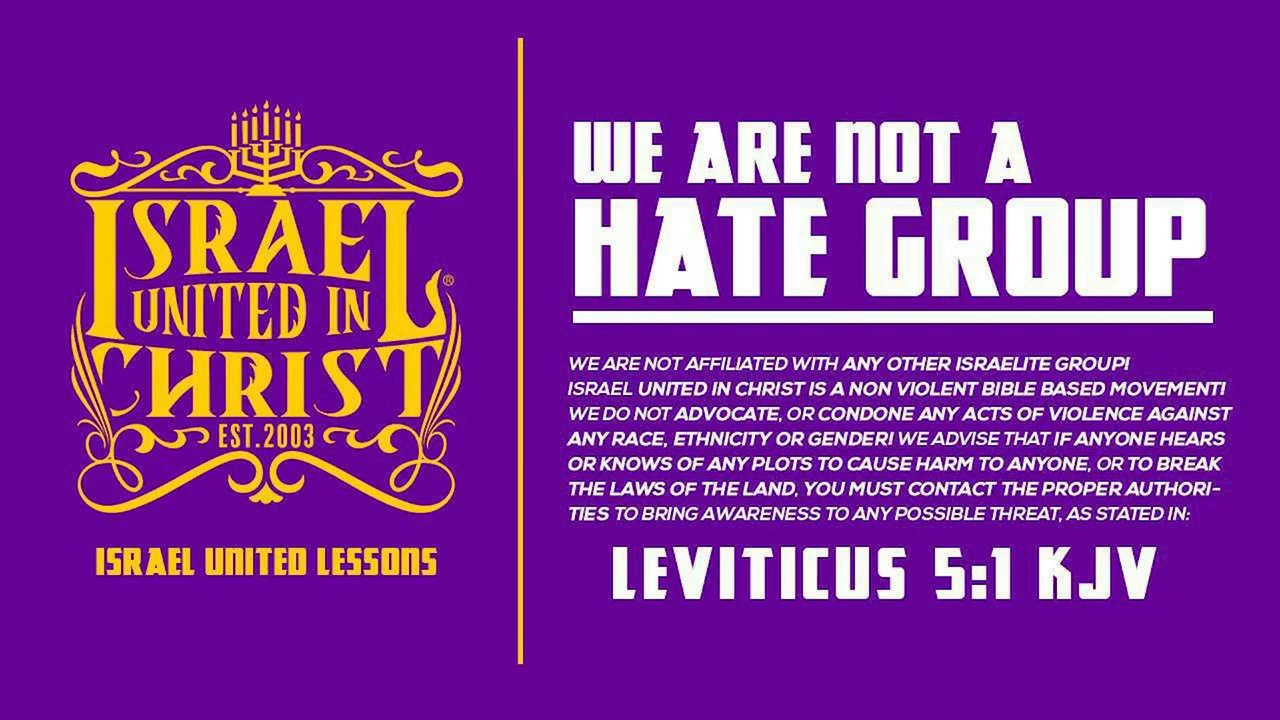 ISRAEL
UNITED IN
CHRIST
EST.2003
®
ISRAEL UNITED LESSONS
WE ARE NOT A
HATE GROUP
WE ARE NOT AFFILIATED WITH ANY OTHER ISRAELITE GROUP!
ISRAEL UNITED IN CHRIST IS A NON VIOLENT BIBLE BASED MOVEMENT!
WE DO NOT ADVOCATE, OR CONDONE ANY ACTS OF VIOLENCE AGAINST
ANY RACE, ETHNICITY OR GENDER! WE ADVISE THAT IF ANYONE HEARS
OR KNOWS OF ANY PLOTS TO CAUSE HARM TO ANYONE, OR TO BREAK
THE LAWS OF THE LAND, YOU MUST CONTACT THE PROPER AUTHORI-
TIES TO BRING AWARENESS TO ANY POSSIBLE THREAT, AS STATED IN:
LEVITICUS 5:1 KJV